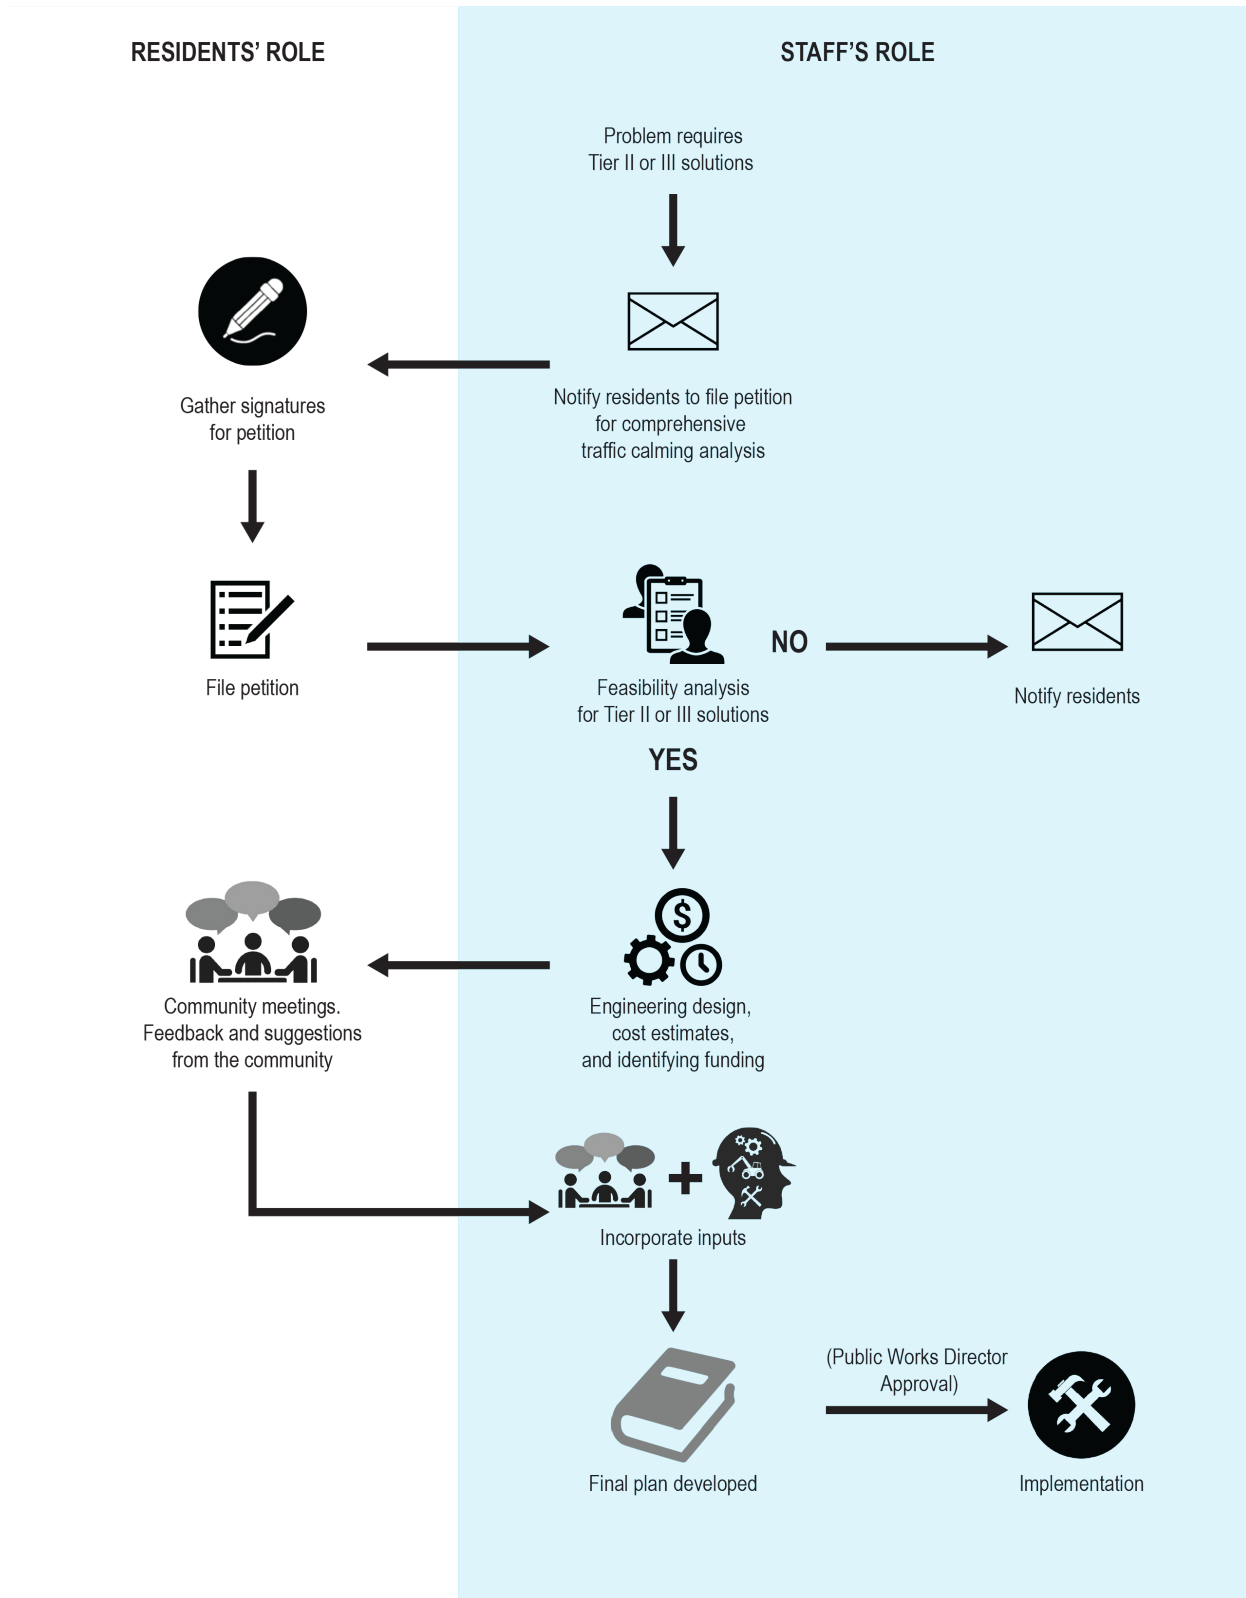 RESIDENTS' ROLE
STAFF'S ROLE
Problem requires
Tier II or III solutions
Notify residents to file petition
for comprehensive
traffic calming analysis
Gather signatures
for petition
File petition
Feasibility analysis
for Tier II or III solutions
NO
Notify residents
YES
$
Engineering design,
cost estimates,
and identifying funding
Community meetings.
Feedback and suggestions
from the community
+
Incorporate inputs
Final plan developed
(Public Works Director
Approval)
Implementation